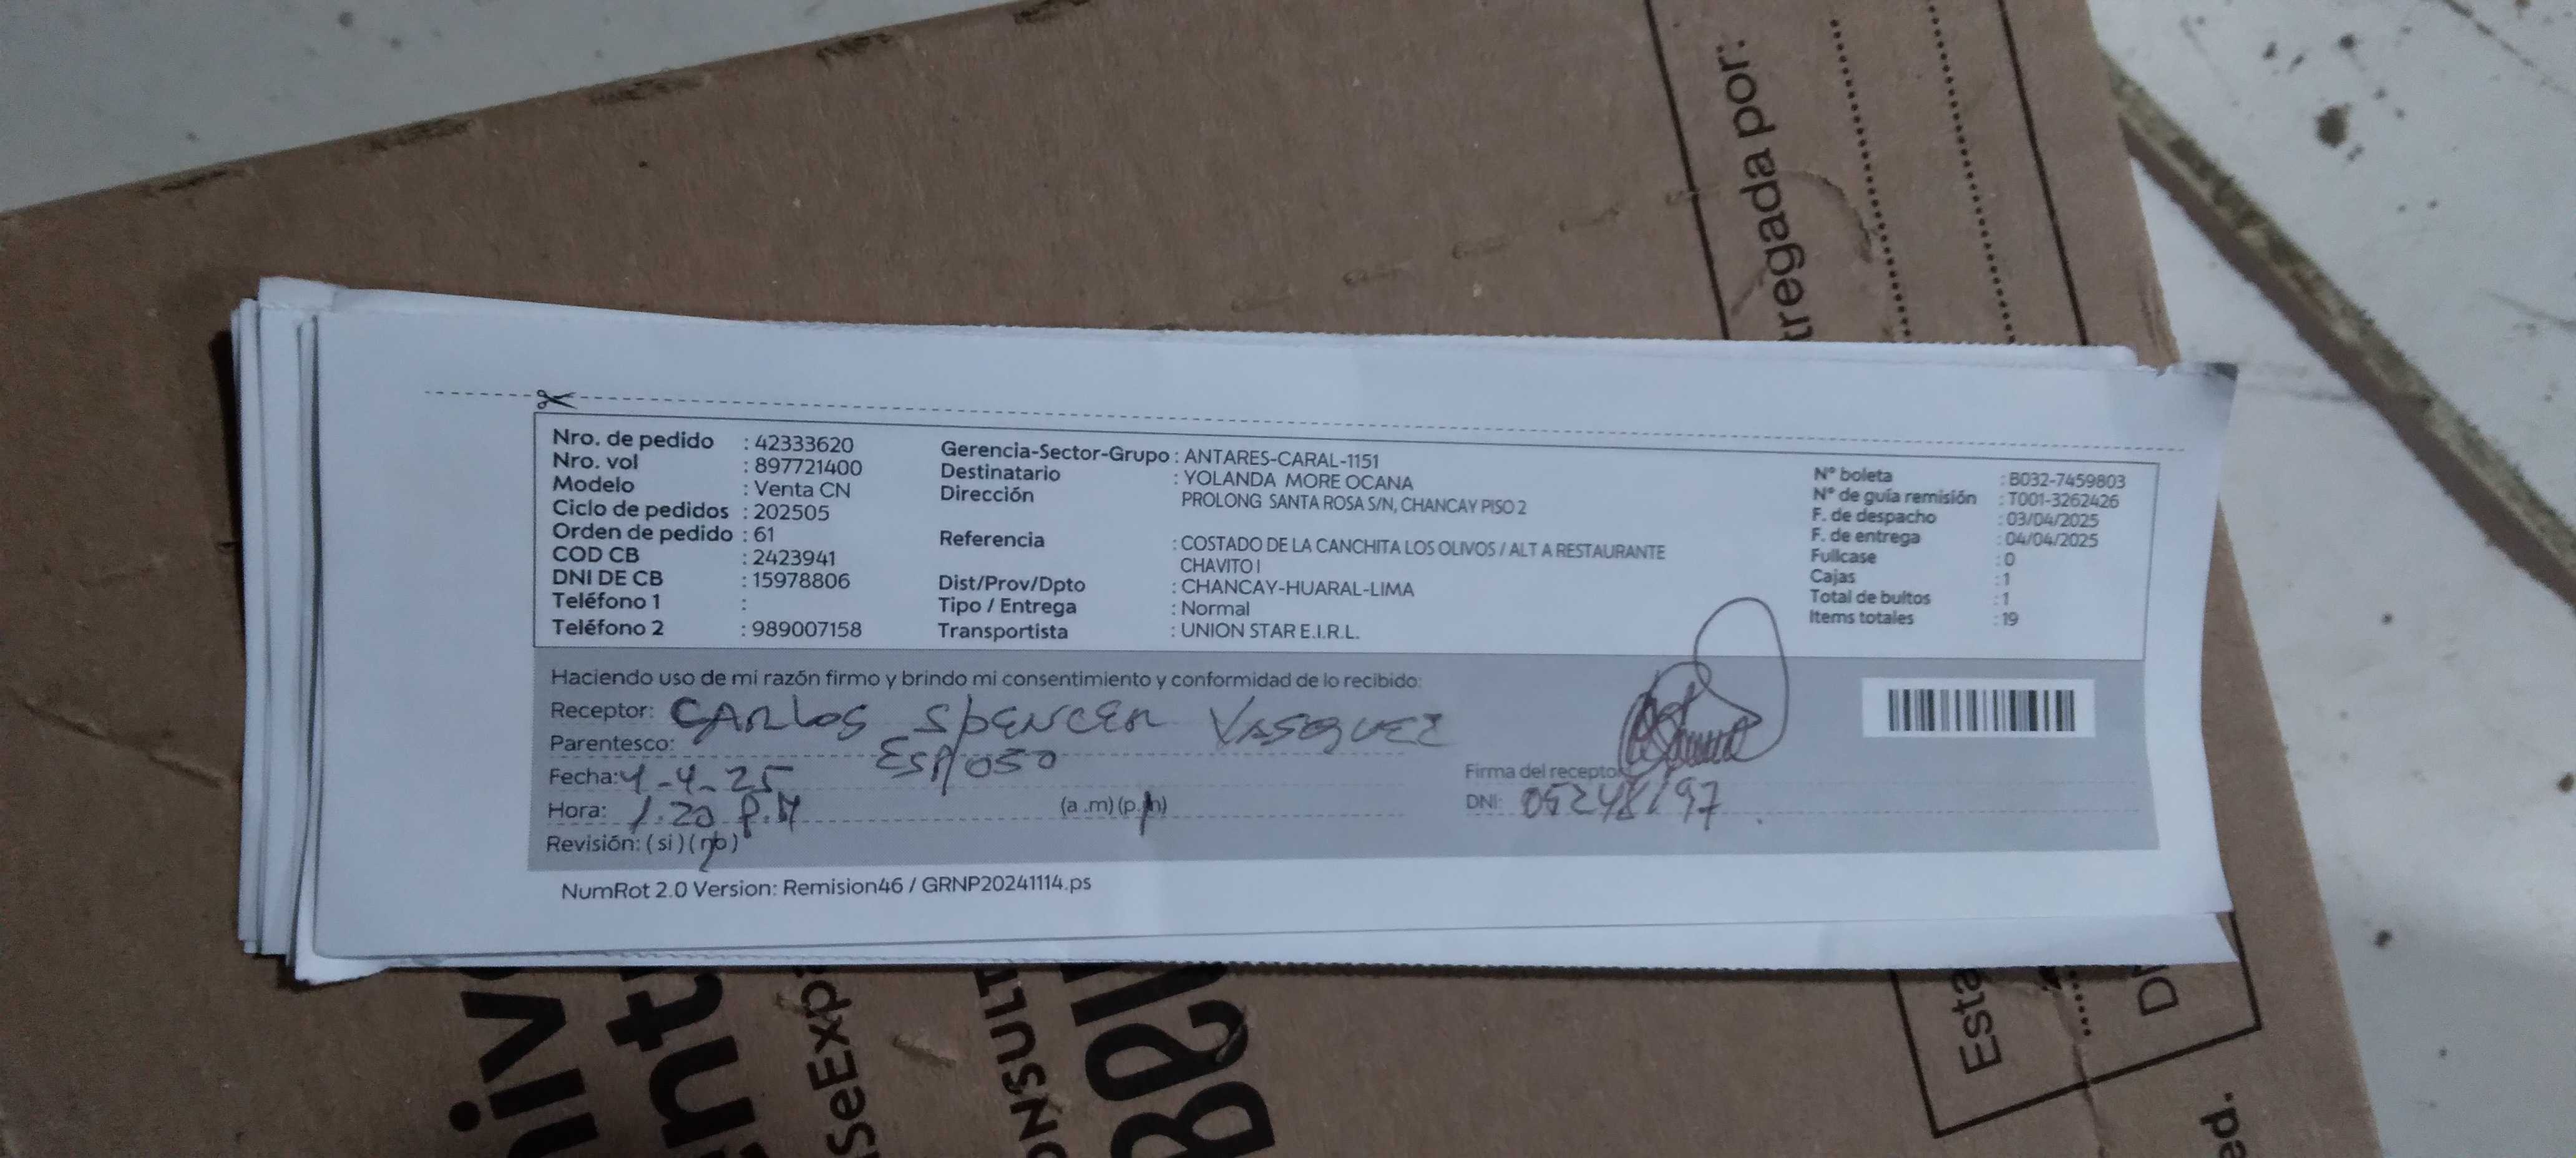 tregada por:
Nro. de pedido : 42333620
Nro. vol : 897721400
Modelo : Venta CN
Ciclo de pedidos : 202505
Orden de pedido : 61
COD CB : 2423941
DNI DE CB : 15978806
Teléfono 1 :
Teléfono 2 : 989007158
Gerencia-Sector-Grupo : ANTARES-CARAL-1151
Destinatario : YOLANDA MORE OCANA
Dirección PROLONG SANTA ROSA S/N, CHANCAY PISO 2
Referencia : COSTADO DE LA CANCHITA LOS OLIVOS / ALT A RESTAURANTE
CHAVITO I
Dist/Prov/Dpto : CHANCAY-HUARAL-LIMA
Tipo / Entrega : Normal
Transportista : UNION STAR E.I.R.L.
N° boleta : B032-7459803
N° de guía remisión : T001-3262426
F. de despacho : 03/04/2025
F. de entrega : 04/04/2025
Fullcase : 0
Cajas : 1
Total de bultos : 1
Items totales : 19
Haciendo uso de mi razón firmo y brindo mi consentimiento y conformidad de lo recibido:
Receptor: CARLOS SPENCER VASQUEZ
Parentesco: ESPOSO
Fecha: 4-4-25
Hora: 1.20 P.M (a.m) (p.m)
Revisión: (si) (no)
Firma del receptor
DNI: 05248197
NumRot 2.0 Version: Remision46 / GRNP20241114.ps
seExp
ONSULT
Esta
D
ed.